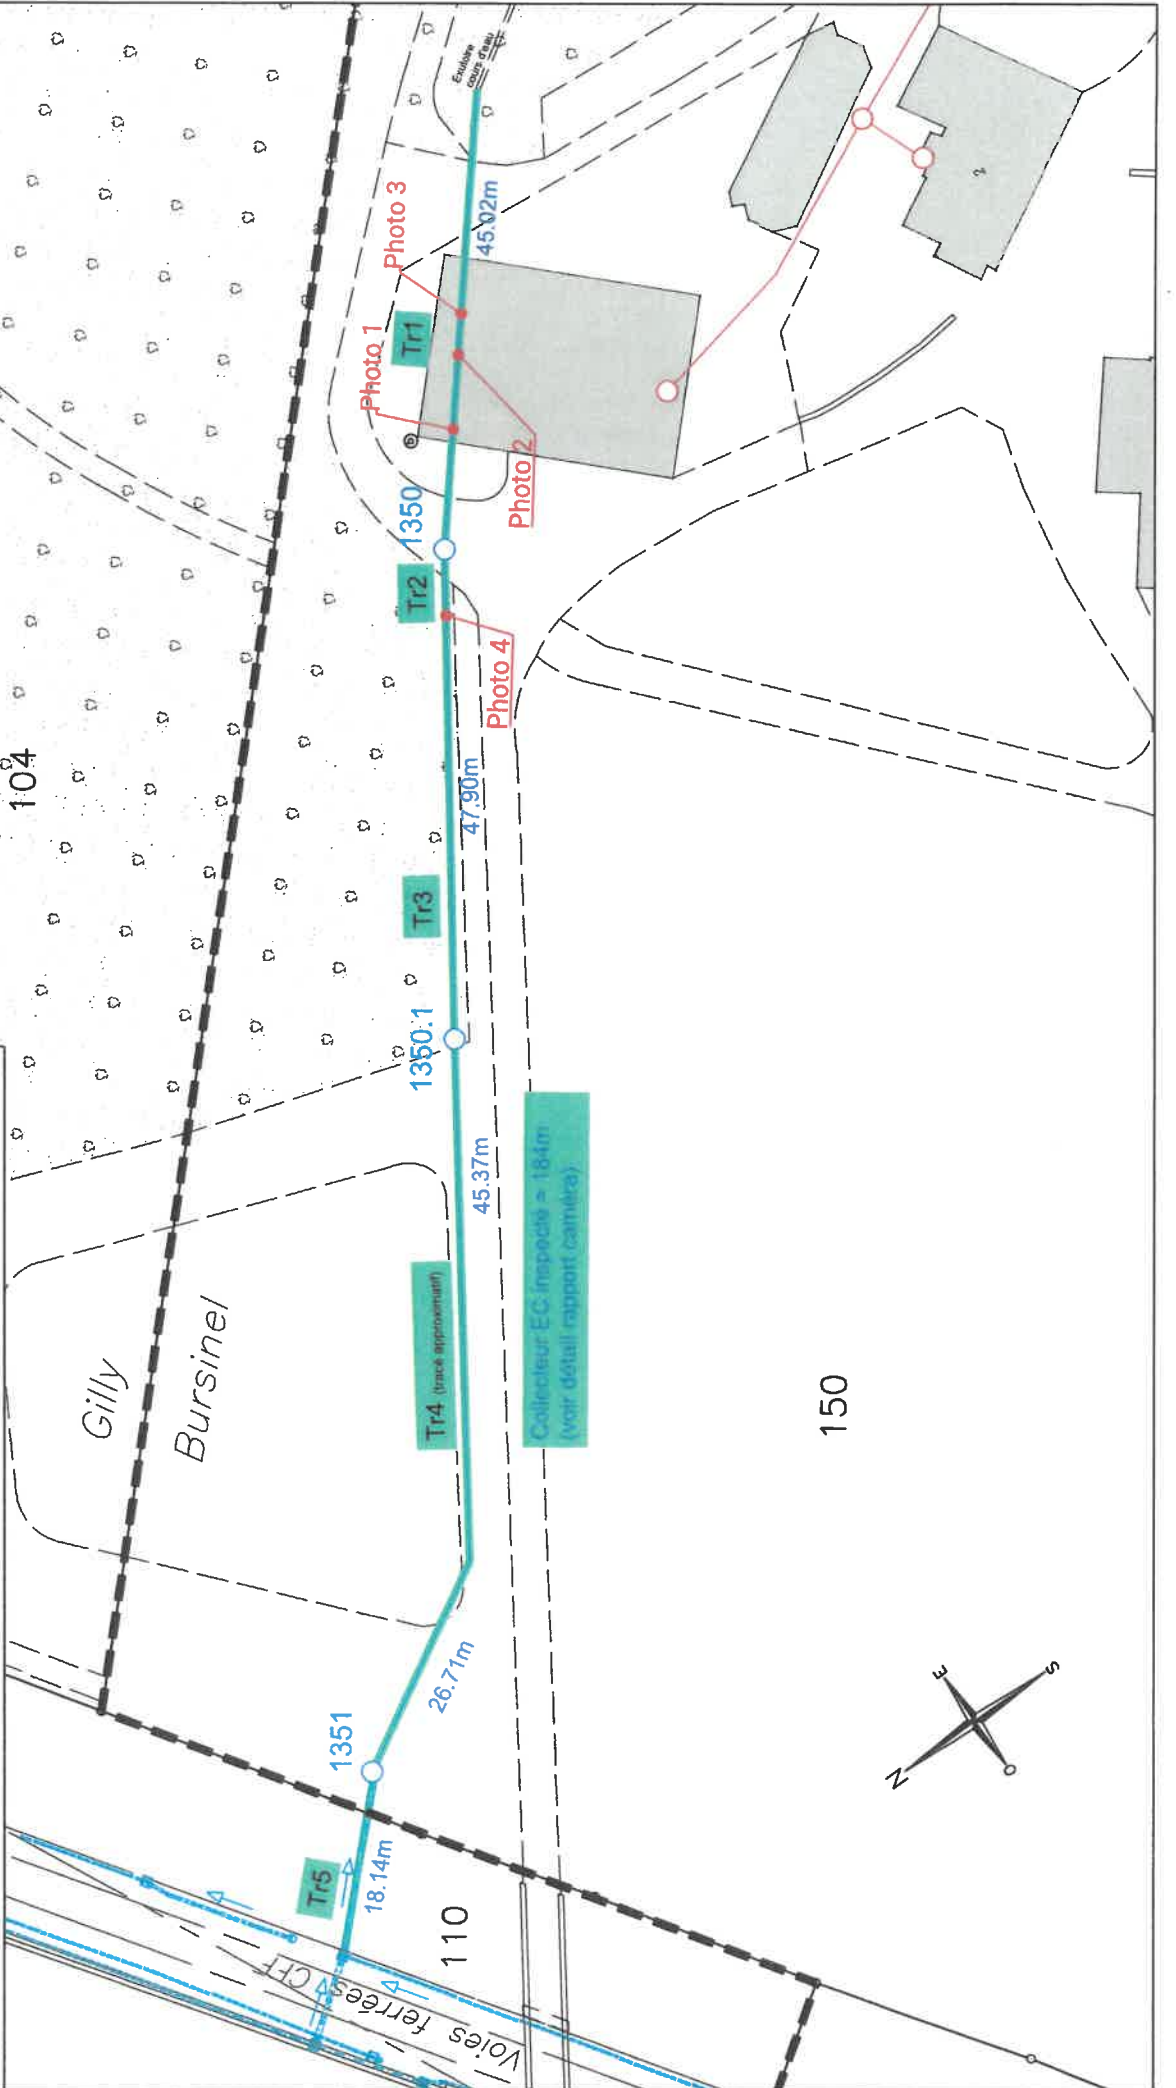 104
Exutoire
cours d'eau
Photo 3
45.02m
Photo 1
Tr1
Photo 2
1350
Tr2
Photo 4
47.90m
Tr3
1350.1
45.37m
Gilly
Bursinel
Tr4 (tracé approximatif)
Collecteur EC inspecté = 184m
(voir détail rapport caméra)
150
26.71m
1351
Tr5
18.14m
110
Voies ferrées CFF
N
E
S